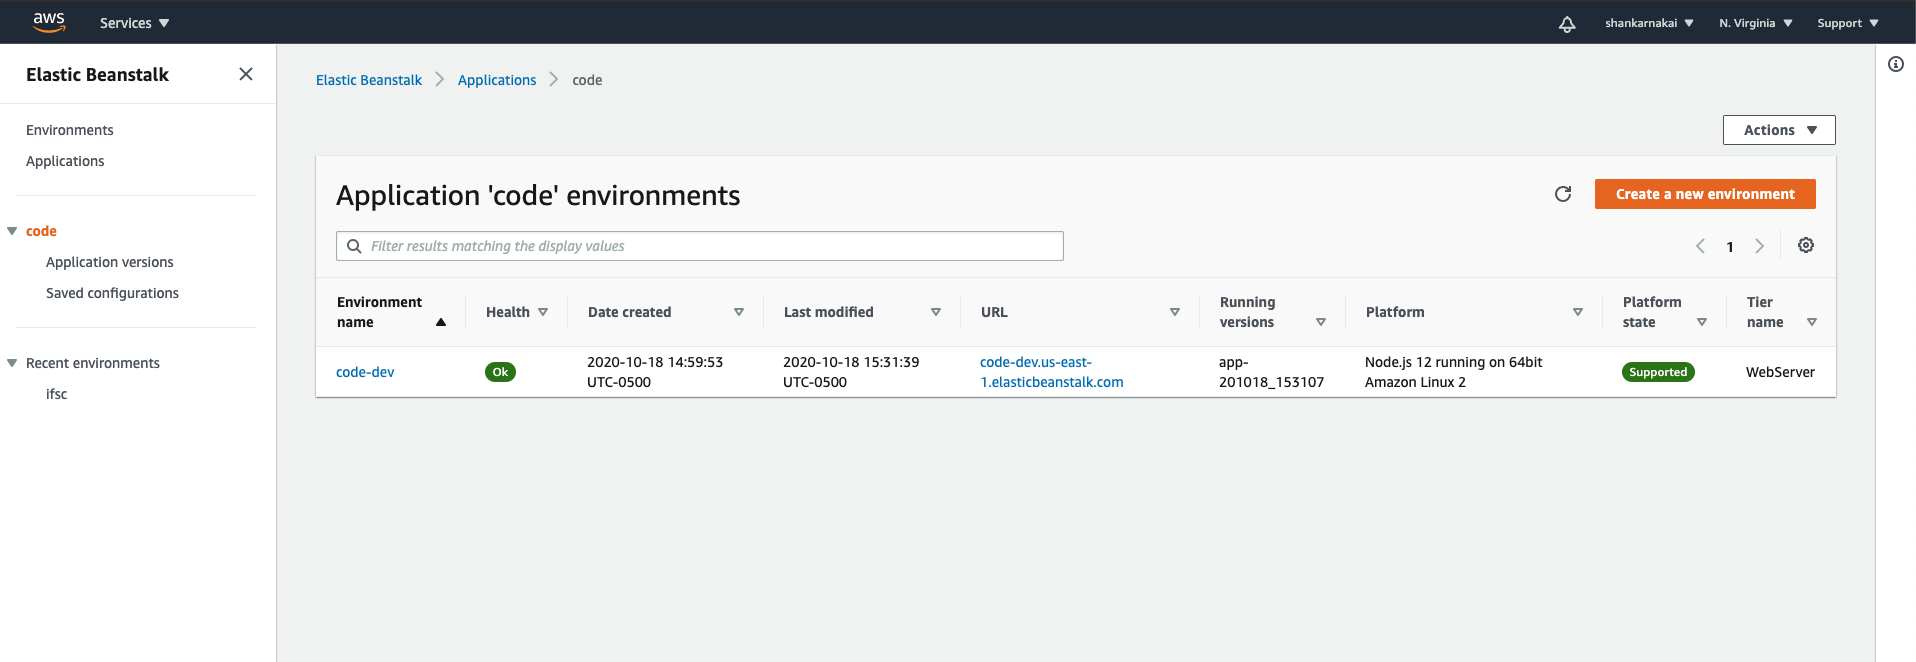 aws
Services
shankarnakai
N. Virginia
Support
Elastic Beanstalk
Environments
Applications
code
Application versions
Saved configurations
Recent environments
ifsc
Elastic Beanstalk
Applications
code
Actions
Application 'code' environments
Create a new environment
Filter results matching the display values
1
Environment
name
Health
Date created
Last modified
URL
Running
versions
Platform
Platform
state
Tier
name
code-dev
Ok
2020-10-18 14:59:53
UTC-0500
2020-10-18 15:31:39
UTC-0500
code-dev.us-east-
1.elasticbeanstalk.com
app-
201018_153107
Node.js 12 running on 64bit
Amazon Linux 2
Supported
WebServer